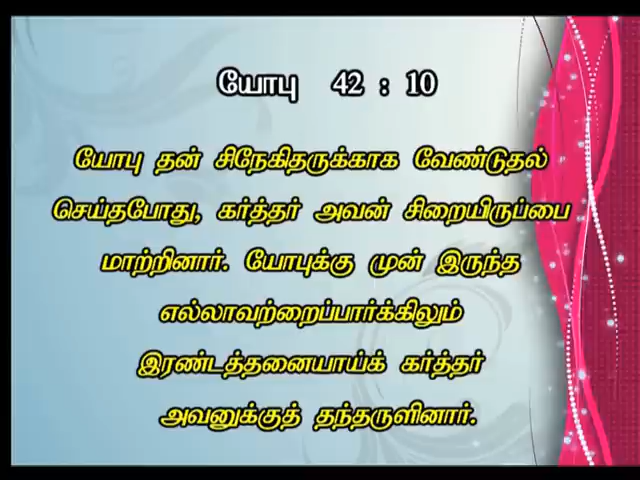 யோபு 42 : 10
யோபு தன் சிநேகிதருக்காக வேண்டுதல்
செய்தபோது, கர்த்தர் அவன் சிறையிருப்பை
மாற்றினார். யோபுக்கு முன் இருந்த
எல்லாவற்றைப்பார்க்கிலும்
இரண்டத்தனையாய்க் கர்த்தர்
அவனுக்குத் தந்தருளினார்.